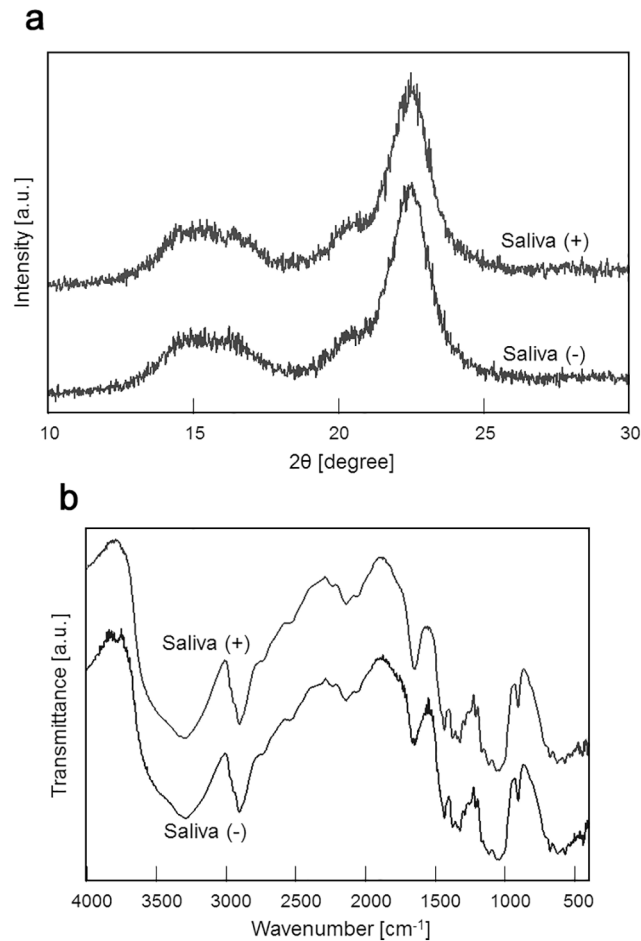 a
Intensity [a.u.]
Saliva (+)
Saliva (-)
10 15 20 25 30
2θ [degree]
b
Transmittance [a.u.]
Saliva (+)
Saliva (-)
4000 3500 3000 2500 2000 1500 1000 500
Wavenumber [cm-1]